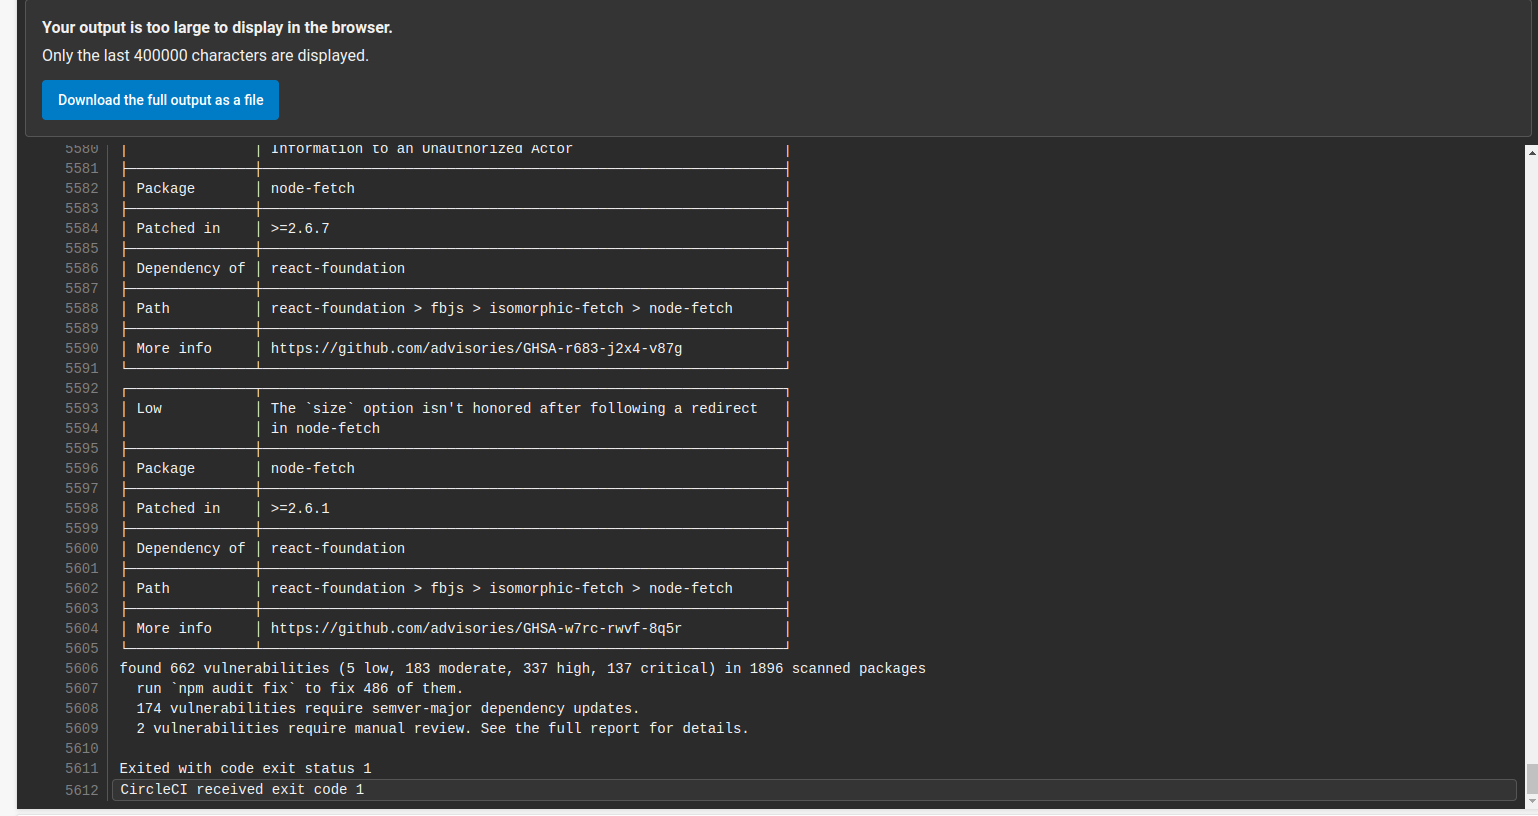 Your output is too large to display in the browser.
Only the last 400000 characters are displayed.
Download the full output as a file
5580 | | Information to an Unauthorized Actor |
5581
5582 | Package | node-fetch |
5583
5584 | Patched in | >=2.6.7 |
5585
5586 | Dependency of | react-foundation |
5587
5588 | Path | react-foundation > fbjs > isomorphic-fetch > node-fetch |
5589
5590 | More info | https://github.com/advisories/GHSA-r683-j2x4-v87g |
5591
5592
5593 | Low | The `size` option isn't honored after following a redirect |
5594 | | in node-fetch |
5595
5596 | Package | node-fetch |
5597
5598 | Patched in | >=2.6.1 |
5599
5600 | Dependency of | react-foundation |
5601
5602 | Path | react-foundation > fbjs > isomorphic-fetch > node-fetch |
5603
5604 | More info | https://github.com/advisories/GHSA-w7rc-rwvf-8q5r |
5605
5606 found 662 vulnerabilities (5 low, 183 moderate, 337 high, 137 critical) in 1896 scanned packages
5607 run `npm audit fix` to fix 486 of them.
5608 174 vulnerabilities require semver-major dependency updates.
5609 2 vulnerabilities require manual review. See the full report for details.
5610
5611 Exited with code exit status 1
5612 CircleCI received exit code 1